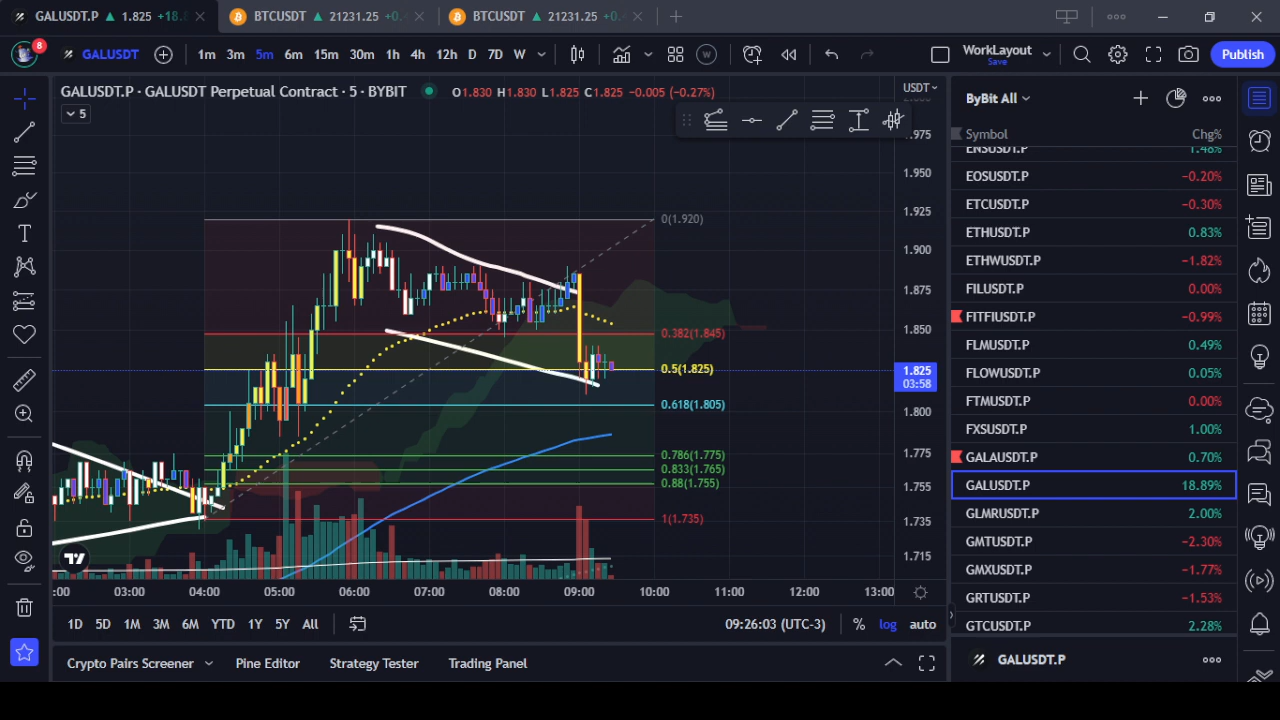 GALUSDT.P ▲ 1.825 +18.
BTCUSDT ▲ 21231.25 +0.
BTCUSDT ▲ 21231.25 +0.
8
GALUSDT
1m 3m 5m 6m 15m 30m 1h 4h 12h D 7D W
W
WorkLayout
Save
Publish
GALUSDT.P · GALUSDT Perpetual Contract · 5 · BYBIT
O1.830 H1.830 L1.825 C1.825 −0.005 (−0.27%)
5
USDT
1.975
1.950
1.925
1.900
1.875
1.850
1.825
03:58
1.800
1.775
1.755
1.735
1.715
0(1.920)
0.382(1.845)
0.5(1.825)
0.618(1.805)
0.786(1.775)
0.833(1.765)
0.88(1.755)
1(1.735)
:00 03:00 04:00 05:00 06:00 07:00 08:00 09:00 10:00 11:00 12:00 13:00
1D 5D 1M 3M 6M YTD 1Y 5Y All
09:26:03 (UTC-3) % log auto
Crypto Pairs Screener Pine Editor Strategy Tester Trading Panel
ByBit All
Symbol Chg%
ENSUSDT.P 1.48%
EOSUSDT.P −0.20%
ETCUSDT.P −0.30%
ETHUSDT.P 0.83%
ETHWUSDT.P −1.82%
FILUSDT.P 0.00%
FITFIUSDT.P −0.99%
FLMUSDT.P 0.49%
FLOWUSDT.P 0.05%
FTMUSDT.P 0.00%
FXSUSDT.P 1.00%
GALAUSDT.P 0.70%
GALUSDT.P 18.89%
GLMRUSDT.P 2.00%
GMTUSDT.P −2.30%
GMXUSDT.P −1.77%
GRTUSDT.P −1.53%
GTCUSDT.P 2.28%
GALUSDT.P